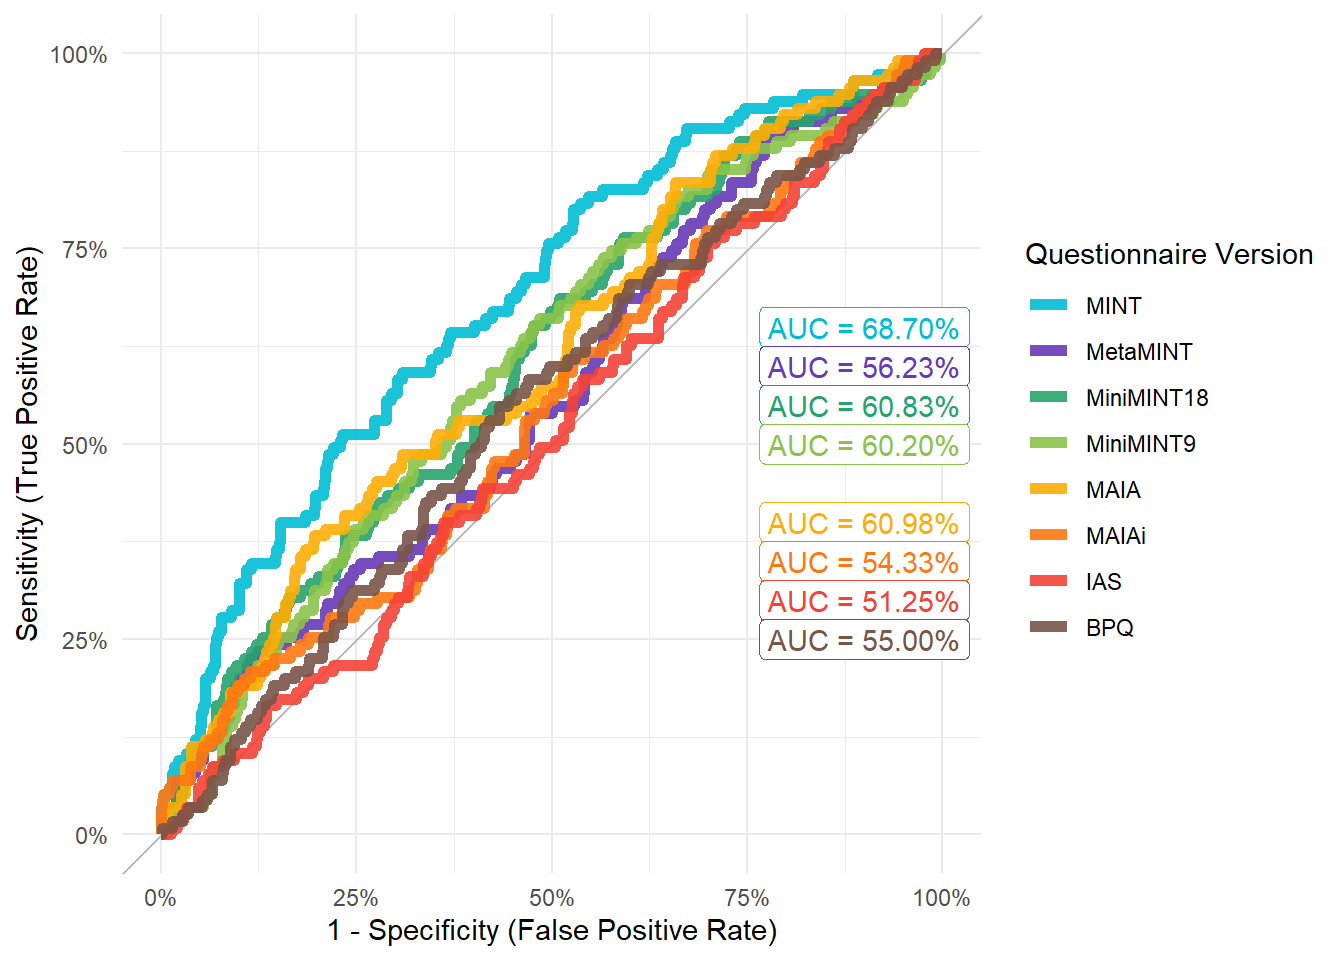 100%
75%
50%
25%
0%
Sensitivity (True Positive Rate)
0%
25%
50%
75%
100%
1 - Specificity (False Positive Rate)
AUC = 68.70%
AUC = 56.23%
AUC = 60.83%
AUC = 60.20%
AUC = 60.98%
AUC = 54.33%
AUC = 51.25%
AUC = 55.00%
Questionnaire Version
MINT
MetaMINT
MiniMINT18
MiniMINT9
MAIA
MAIAi
IAS
BPQ